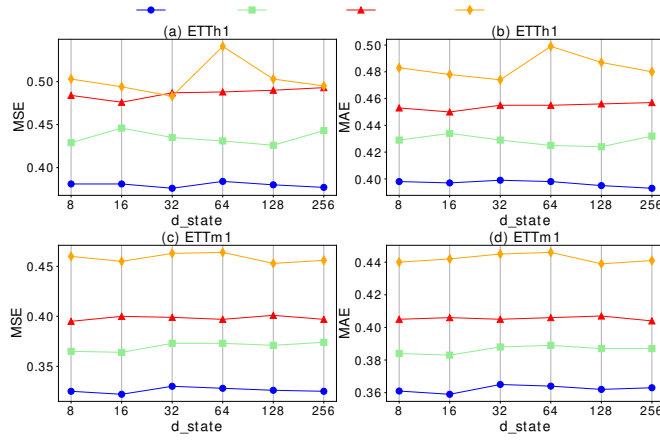 (a) ETTh1
(b) ETTh1
0.50
0.45
0.40
MSE
8 16 32 64 128 256
d_state
0.50
0.48
0.46
0.44
0.42
0.40
MAE
8 16 32 64 128 256
d_state
(c) ETTm1
(d) ETTm1
0.45
0.40
0.35
MSE
8 16 32 64 128 256
d_state
0.44
0.42
0.40
0.38
0.36
MAE
8 16 32 64 128 256
d_state